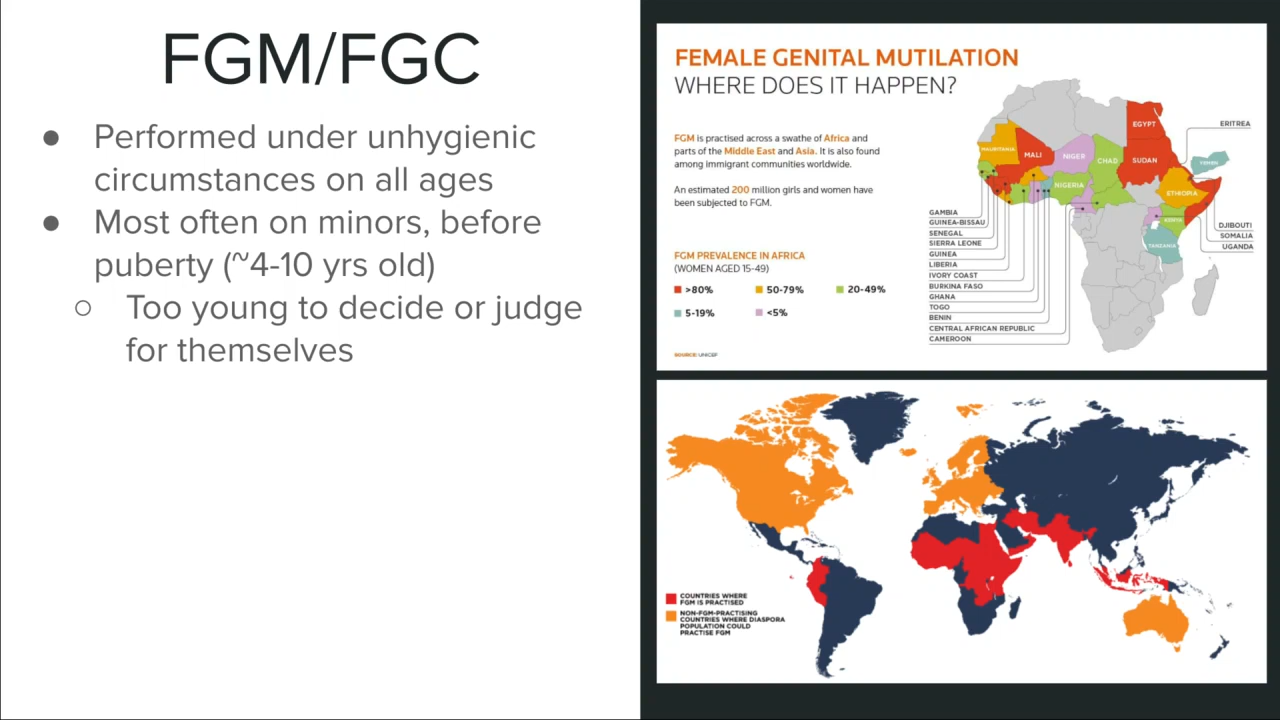 FGM/FGC
● Performed under unhygienic
circumstances on all ages
● Most often on minors, before
puberty (~4-10 yrs old)
○ Too young to decide or judge
for themselves
FEMALE GENITAL MUTILATION
WHERE DOES IT HAPPEN?
FGM is practised across a swathe of Africa and
parts of the Middle East and Asia. It is also found
among immigrant communities worldwide.
An estimated 200 million girls and women have
been subjected to FGM.
FGM PREVALENCE IN AFRICA
(WOMEN AGED 15-49)
>80%
50-79%
20-49%
5-19%
<5%
SOURCE: UNICEF
EGYPT
ERITREA
MAURITANIA
MALI
NIGER
CHAD
SUDAN
YEMEN
NIGERIA
ETHIOPIA
KENYA
TANZANIA
GAMBIA
GUINEA-BISSAU
SENEGAL
SIERRA LEONE
GUINEA
LIBERIA
IVORY COAST
BURKINA FASO
GHANA
TOGO
BENIN
CENTRAL AFRICAN REPUBLIC
CAMEROON
DJIBOUTI
SOMALIA
UGANDA
COUNTRIES WHERE
FGM IS PRACTISED
NON-FGM-PRACTISING
COUNTRIES WHERE DIASPORA
POPULATION COULD
PRACTISE FGM